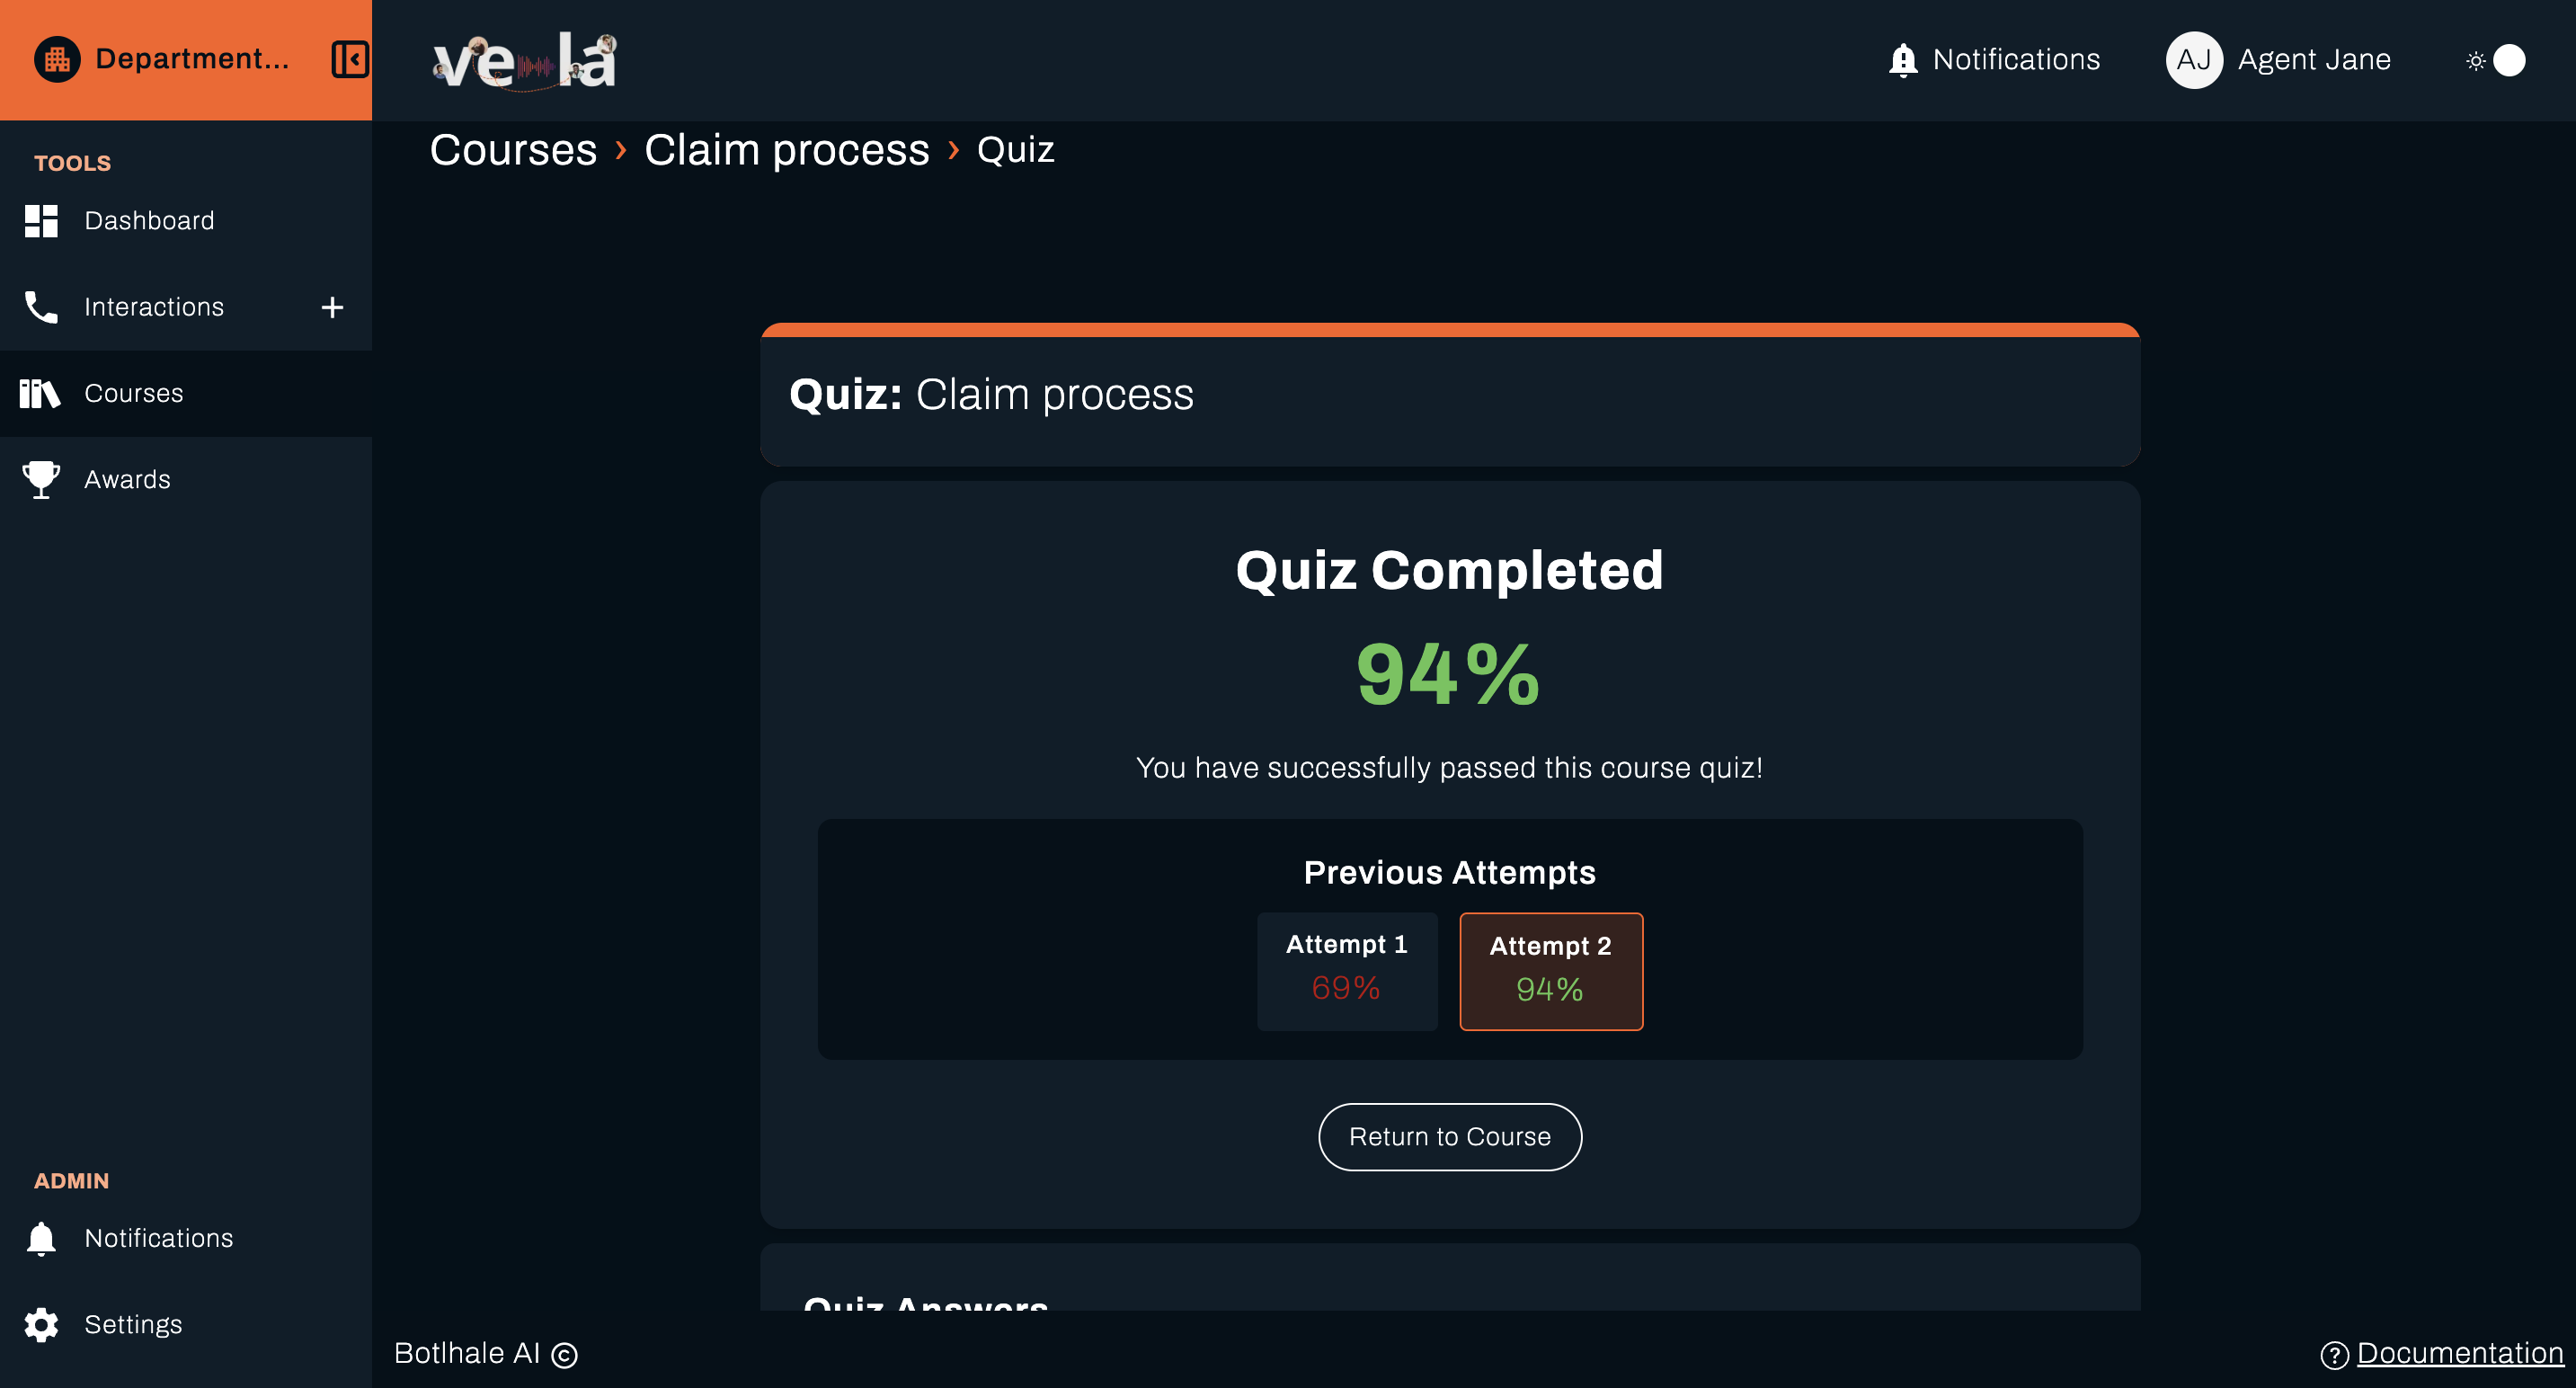 Department...
vela
Notifications
AJ Agent Jane
TOOLS
Dashboard
Interactions
Courses
Awards
ADMIN
Notifications
Settings
Courses › Claim process › Quiz
Quiz: Claim process
Quiz Completed
94%
You have successfully passed this course quiz!
Previous Attempts
Attempt 1
69%
Attempt 2
94%
Return to Course
Quiz Answers
Botlhale AI ©
Documentation